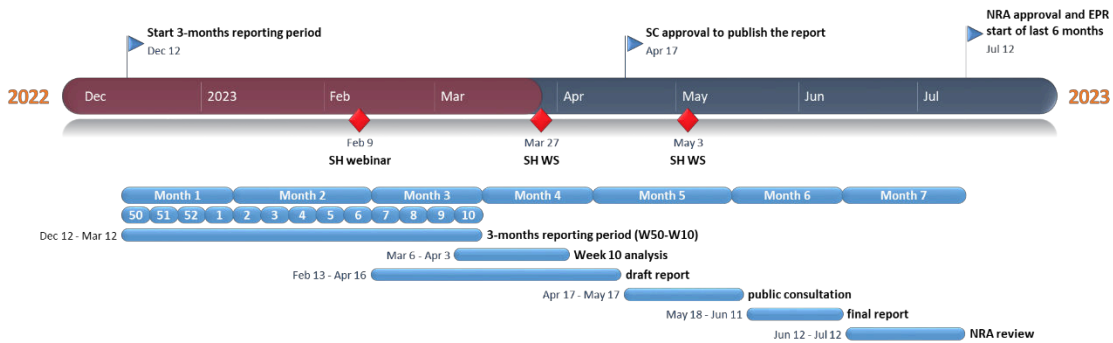 NRA approval and EPR
start of last 6 months
Jul 12
Start 3-months reporting period
Dec 12
SC approval to publish the report
Apr 17
2022
Dec
2023
Feb
Mar
Apr
May
Jun
Jul
2023
Feb 9
SH webinar
Mar 27
SH WS
May 3
SH WS
Month 1
Month 2
Month 3
Month 4
Month 5
Month 6
Month 7
50 51 52 1 2 3 4 5 6 7 8 9 10
Dec 12 - Mar 12
3-months reporting period (W50-W10)
Mar 6 - Apr 3
Week 10 analysis
Feb 13 - Apr 16
draft report
Apr 17 - May 17
public consultation
May 18 - Jun 11
final report
Jun 12 - Jul 12
NRA review